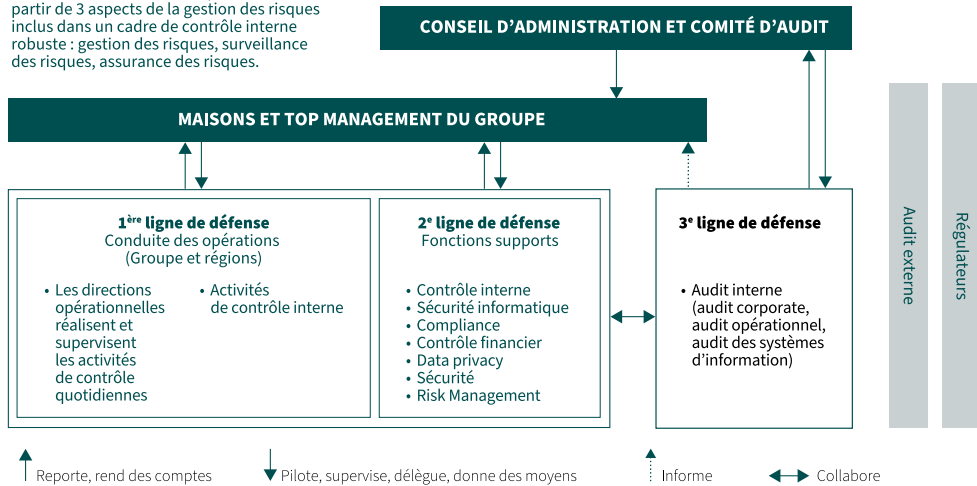 partir de 3 aspects de la gestion des risques
inclus dans un cadre de contrôle interne
robuste : gestion des risques, surveillance
des risques, assurance des risques.
CONSEIL D’ADMINISTRATION ET COMITÉ D’AUDIT
MAISONS ET TOP MANAGEMENT DU GROUPE
1ère ligne de défense
Conduite des opérations
(Groupe et régions)
• Les directions
opérationnelles
réalisent et
supervisent
les activités
de contrôle
quotidiennes
• Activités
de contrôle interne
2e ligne de défense
Fonctions supports
• Contrôle interne
• Sécurité informatique
• Compliance
• Contrôle financier
• Data privacy
• Sécurité
• Risk Management
3e ligne de défense
• Audit interne
(audit corporate,
audit opérationnel,
audit des systèmes
d’information)
Audit externe
Régulateurs
Reporte, rend des comptes
Pilote, supervise, délègue, donne des moyens
Informe
Collabore